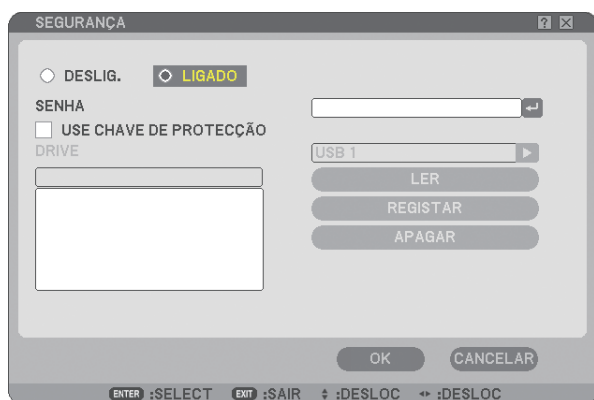 SEGURANÇA
DESLIG. LIGADO
SENHA
USE CHAVE DE PROTECÇÃO
DRIVE USB 1
LER
REGISTAR
APAGAR
OK CANCELAR
ENTER :SELECT EXIT :SAIR :DESLOC :DESLOC